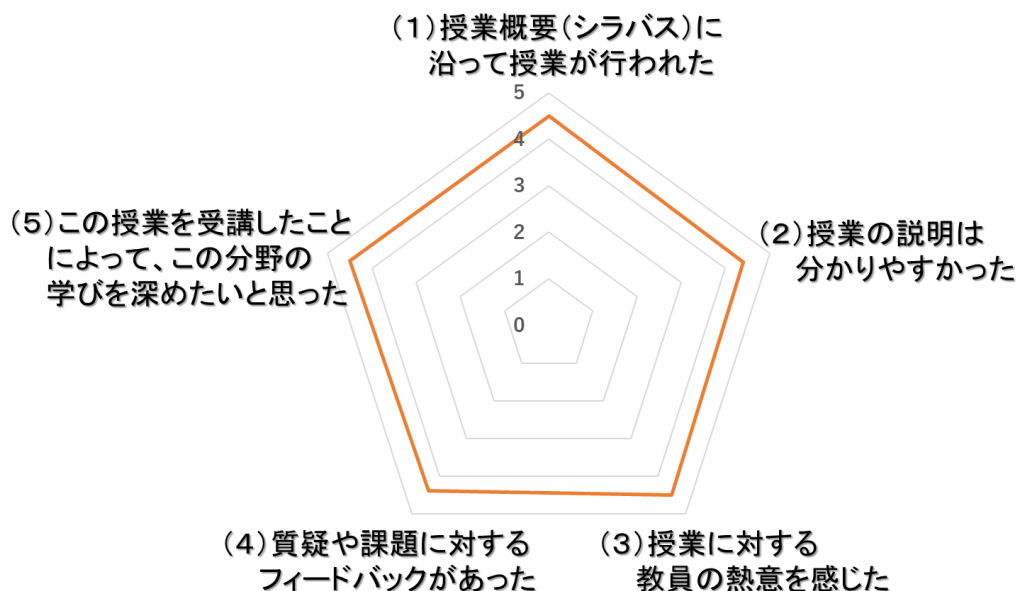 （１）授業概要（シラバス）に
沿って授業が行われた
5
4
3
2
1
0
（２）授業の説明は
分かりやすかった
（３）授業に対する
教員の熱意を感じた
（４）質疑や課題に対する
フィードバックがあった
（５）この授業を受講したこと
によって、この分野の
学びを深めたいと思った